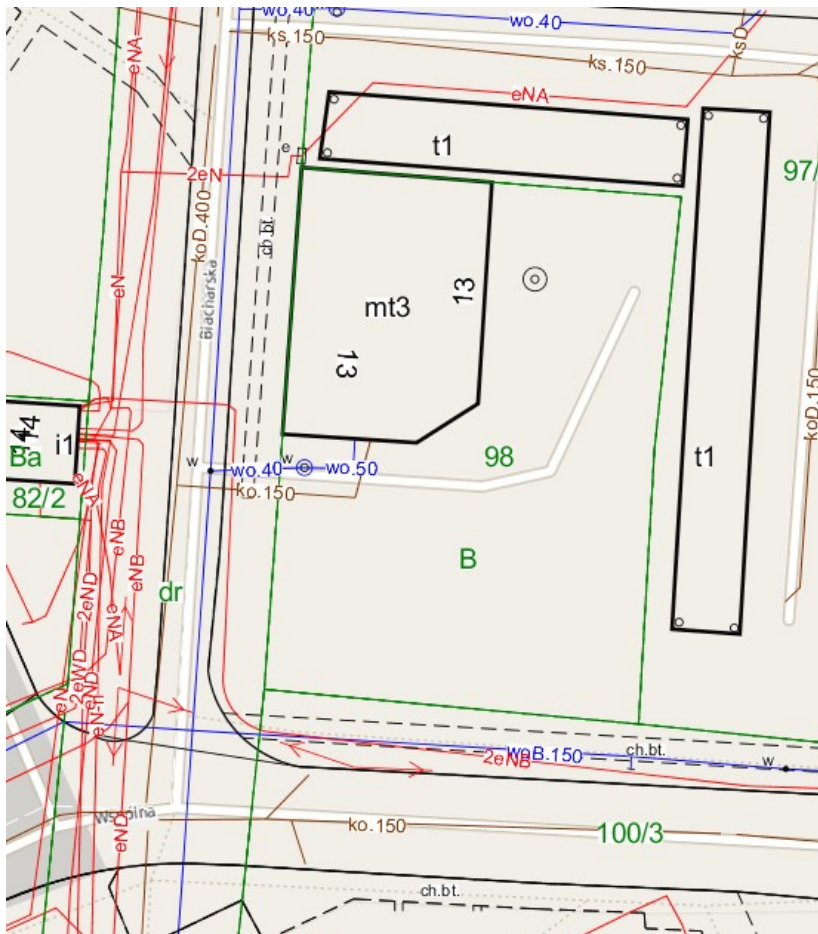 wo.40
wo.40
eNA
ks.150
ks.150
ksD
eNA
t1
e
2eN
97/
koD.400
ch.bt.
eN
Blacharska
13
mt3
13
koD.150
14
i1
Ba
w
w
98
t1
wo.40
wo.50
ko.150
eNA
82/2
eNB
eNB
B
dr
2eND
eNA
2eWD
eND
ch.bt.
woB.150
2eNB
w
1
Wspólna
eND
ko.150
100/3
ch.bt.